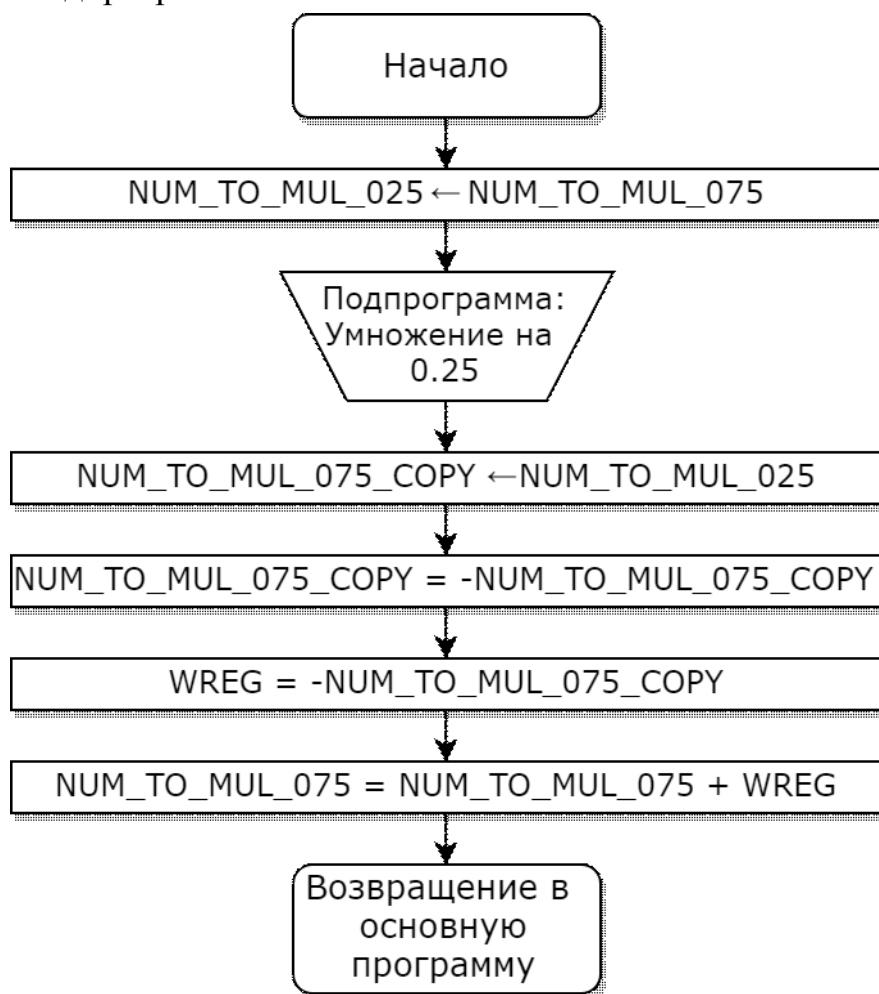 Начало
NUM_TO_MUL_025 ← NUM_TO_MUL_075
Подпрограмма:
Умножение на
0.25
NUM_TO_MUL_075_COPY ←NUM_TO_MUL_025
NUM_TO_MUL_075_COPY = -NUM_TO_MUL_075_COPY
WREG = -NUM_TO_MUL_075_COPY
NUM_TO_MUL_075 = NUM_TO_MUL_075 + WREG
Возвращение в
основную
программу